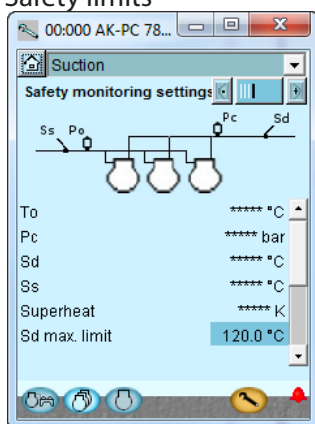 Safety limits
00:000 AK-PC 78...
Suction
Safety monitoring settings
Ss Po Pc Sd
To ***** °C
Pc ***** bar
Sd ***** °C
Ss ***** °C
Superheat ***** K
Sd max. limit 120.0 °C